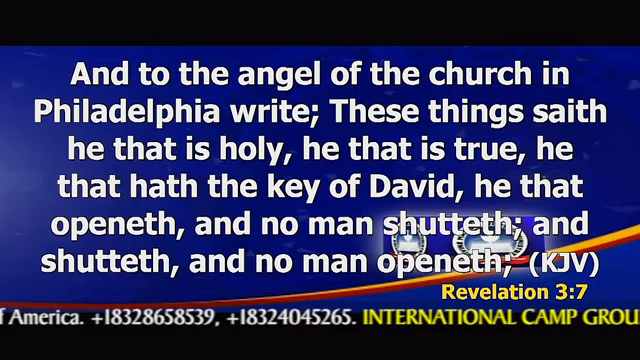 And to the angel of the church in
Philadelphia write; These things saith
he that is holy, he that is true, he
that hath the key of David, he that
openeth, and no man shutteth; and
shutteth, and no man openeth; (KJV)
Revelation 3:7
of America. +18328658539, +18324045265. INTERNATIONAL CAMP GROU